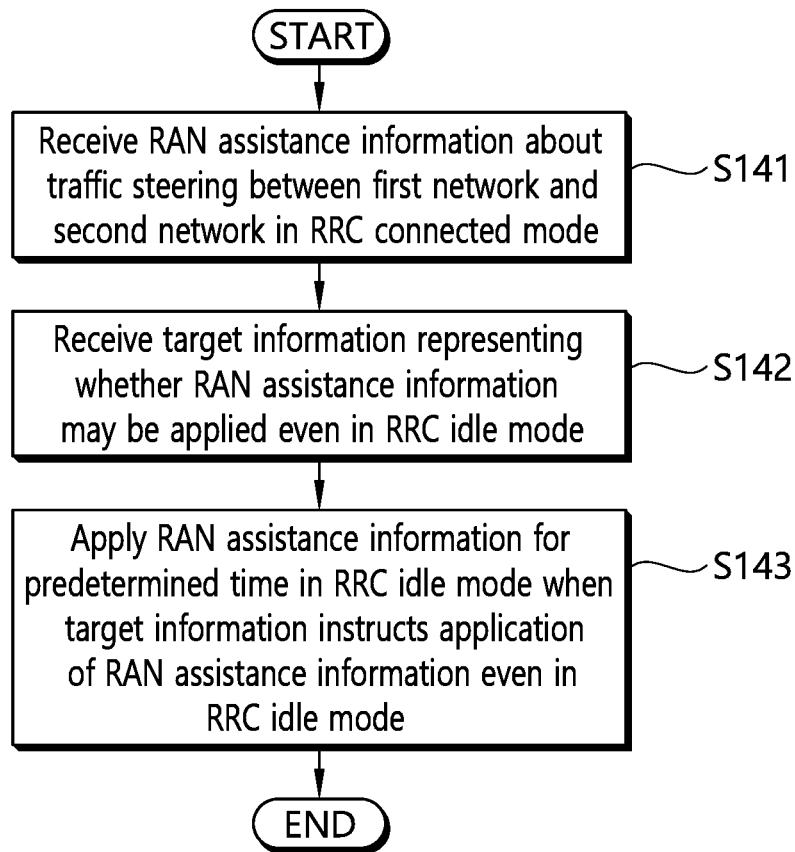 START
Receive RAN assistance information about
traffic steering between first network and
second network in RRC connected mode
S141
Receive target information representing
whether RAN assistance information
may be applied even in RRC idle mode
S142
Apply RAN assistance information for
predetermined time in RRC idle mode when
target information instructs application
of RAN assistance information even in
RRC idle mode
S143
END